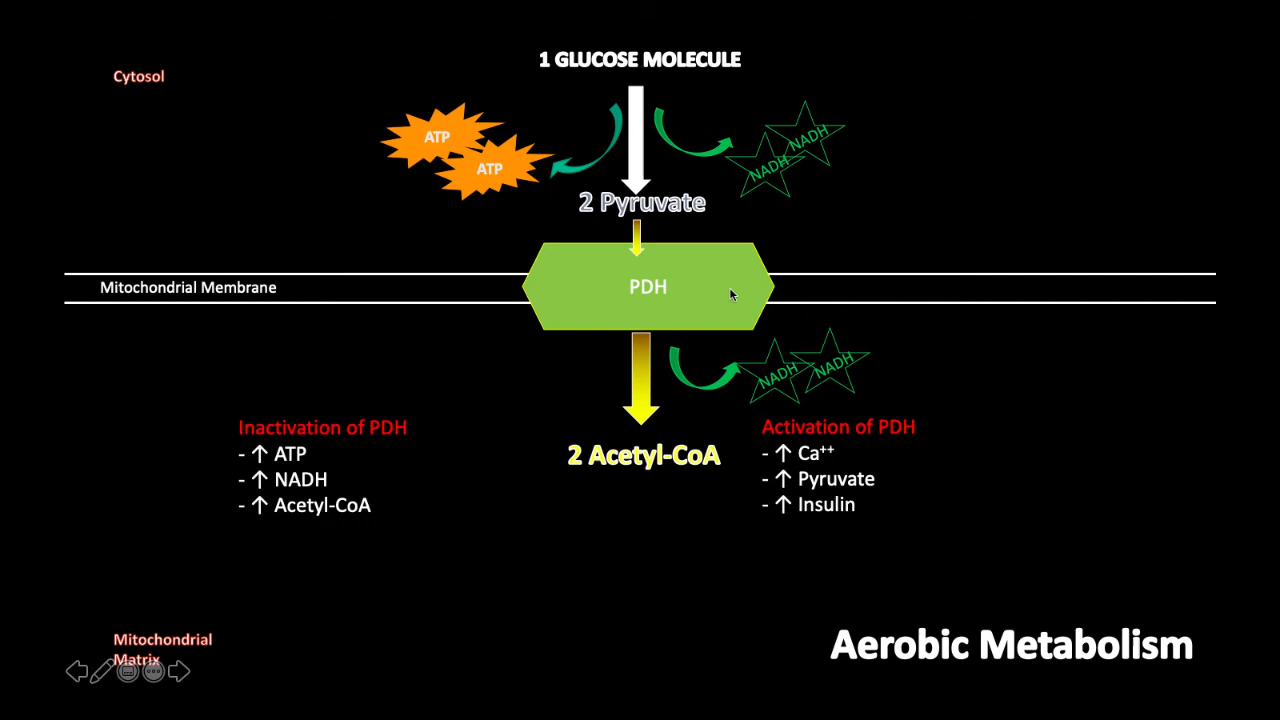 1 GLUCOSE MOLECULE
Cytosol
ATP
ATP
NADH
NADH
2 Pyruvate
PDH
Mitochondrial Membrane
NADH
NADH
Inactivation of PDH
- ↑ ATP
- ↑ NADH
- ↑ Acetyl-CoA
2 Acetyl-CoA
Activation of PDH
- ↑ Ca⁺⁺
- ↑ Pyruvate
- ↑ Insulin
Mitochondrial
Matrix
Aerobic Metabolism